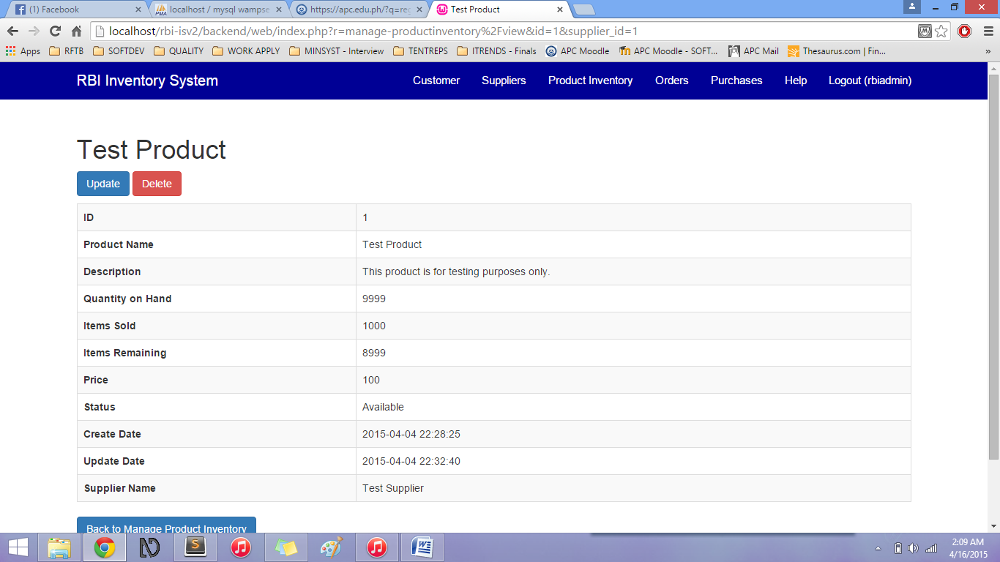 (1) Facebook
localhost / mysql wampse
https://apc.edu.ph/?q=reg
Test Product
localhost/rbi-isv2/backend/web/index.php?r=manage-productinventory%2Fview&id=1&supplier_id=1
Apps RFTB SOFTDEV QUALITY WORK APPLY MINSYST - Interview TENTREPS ITRENDS - Finals APC Moodle APC Moodle - SOFT... APC Mail Thesaurus.com | Fin... »
RBI Inventory System Customer Suppliers Product Inventory Orders Purchases Help Logout (rbiadmin)
Test Product
Update Delete
ID 1
Product Name Test Product
Description This product is for testing purposes only.
Quantity on Hand 9999
Items Sold 1000
Items Remaining 8999
Price 100
Status Available
Create Date 2015-04-04 22:28:25
Update Date 2015-04-04 22:32:40
Supplier Name Test Supplier
Back to Manage Product Inventory
2:09 AM
4/16/2015